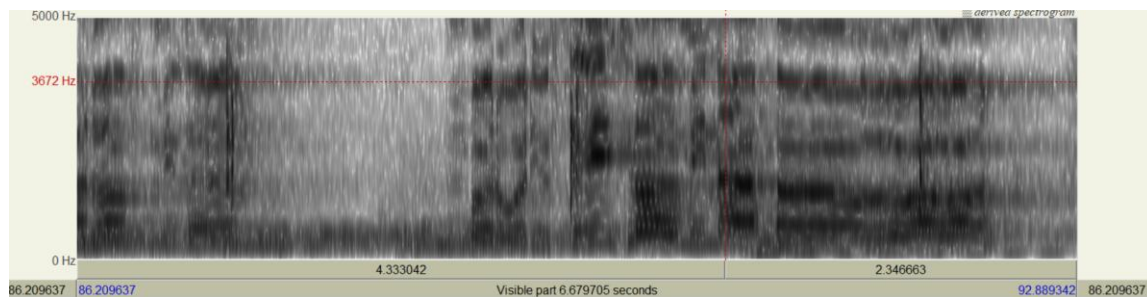 5000 Hz
derived spectrogram
3672 Hz
0 Hz
4.333042
2.346663
86.209637
86.209637
Visible part 6.679705 seconds
92.889342
86.209637